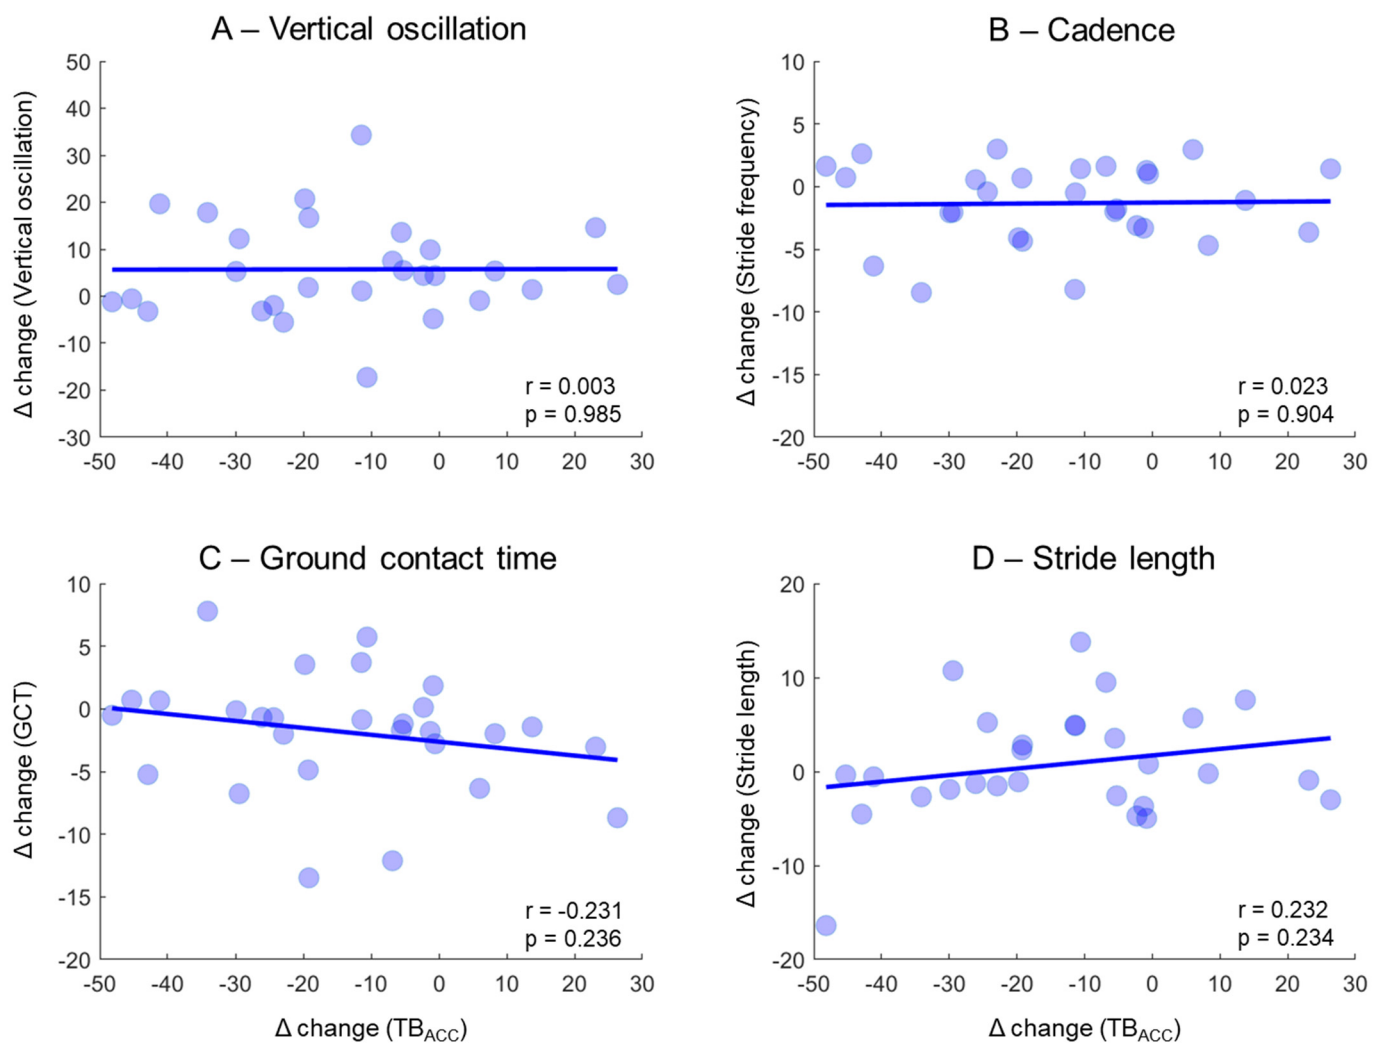 A – Vertical oscillation
50
40
30
20
10
0
-10
-20
-30
Δ change (Vertical oscillation)
r = 0.003
p = 0.985
-50 -40 -30 -20 -10 0 10 20 30
B – Cadence
10
5
0
-5
-10
-15
-20
Δ change (Stride frequency)
r = 0.023
p = 0.904
-50 -40 -30 -20 -10 0 10 20 30
C – Ground contact time
10
5
0
-5
-10
-15
-20
Δ change (GCT)
r = -0.231
p = 0.236
-50 -40 -30 -20 -10 0 10 20 30
Δ change (TBACC)
D – Stride length
20
10
0
-10
-20
Δ change (Stride length)
r = 0.232
p = 0.234
-50 -40 -30 -20 -10 0 10 20 30
Δ change (TBACC)